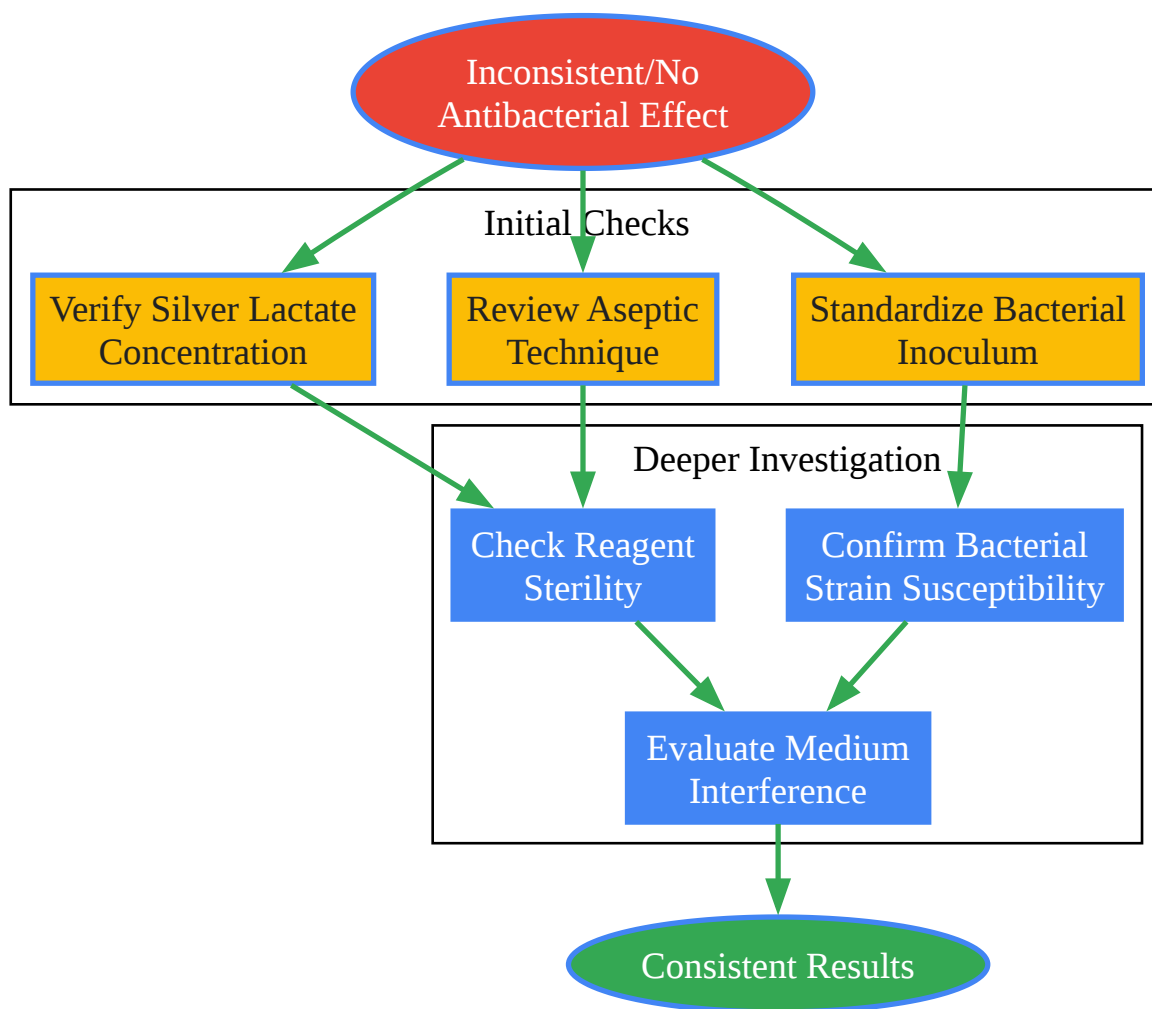 Inconsistent/No
Antibacterial Effect
Initial Checks
Verify Silver Lactate
Concentration
Review Aseptic
Technique
Standardize Bacterial
Inoculum
Deeper Investigation
Check Reagent
Sterility
Confirm Bacterial
Strain Susceptibility
Evaluate Medium
Interference
Consistent Results